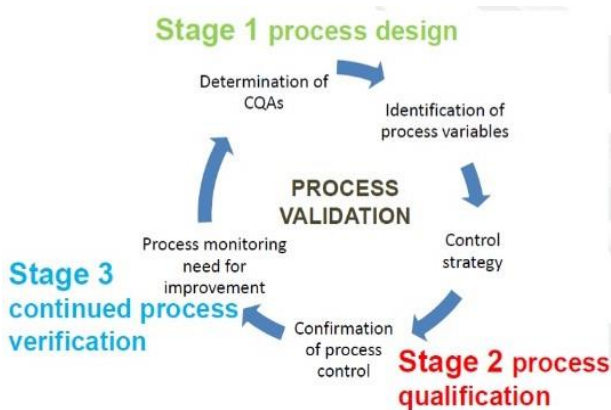 Stage 1 process design
Determination of
CQAs
Identification of
process variables
PROCESS
VALIDATION
Control
strategy
Confirmation
of process
control
Stage 2 process
qualification
Process monitoring
need for
improvement
Stage 3
continued process
verification